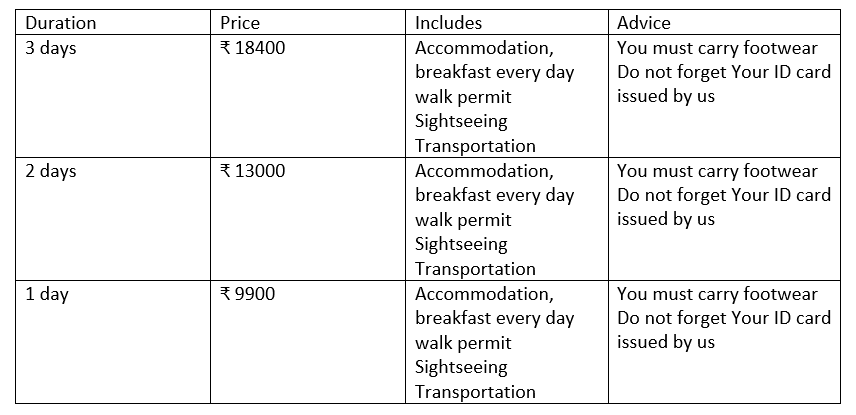 Duration Price Includes Advice
3 days ₹ 18400 Accommodation, You must carry footwear
breakfast every day Do not forget Your ID card
walk permit issued by us
Sightseeing
Transportation
2 days ₹ 13000 Accommodation, You must carry footwear
breakfast every day Do not forget Your ID card
walk permit issued by us
Sightseeing
Transportation
1 day ₹ 9900 Accommodation, You must carry footwear
breakfast every day Do not forget Your ID card
walk permit issued by us
Sightseeing
Transportation